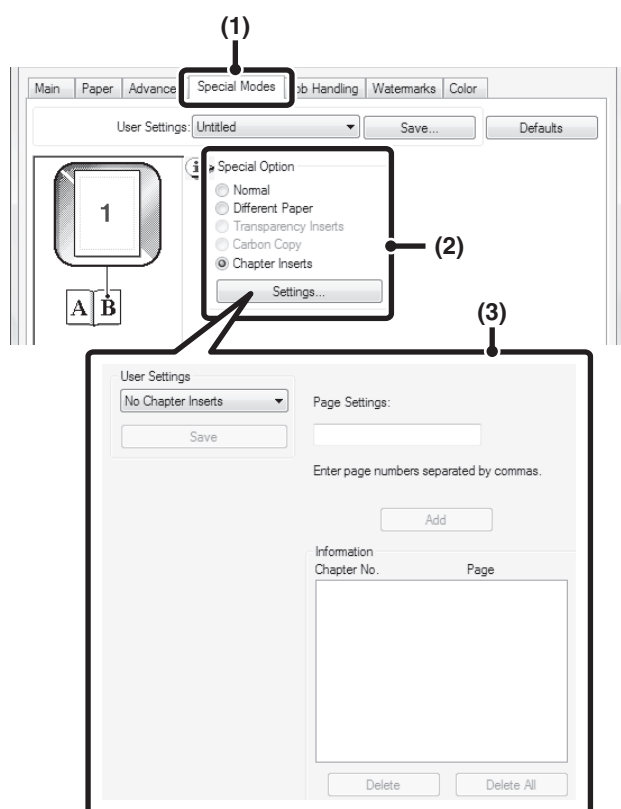 (1)
Main Paper Advance Special Modes ob Handling Watermarks Color
User Settings: Untitled Save... Defaults
Special Option
Normal
Different Paper
Transparency Inserts
Carbon Copy
Chapter Inserts
Settings...
(2)
1
A B
(3)
User Settings
No Chapter Inserts
Save
Page Settings:
Enter page numbers separated by commas.
Add
Information
Chapter No. Page
Delete Delete All